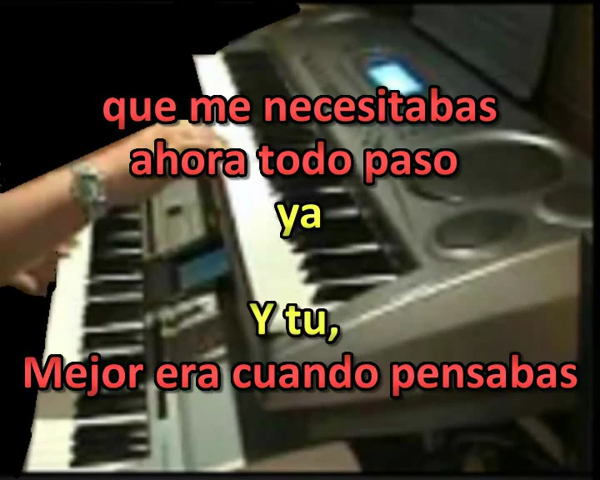 que me necesitabas
ahora todo paso
ya
Y tu,
Mejor era cuando pensabas